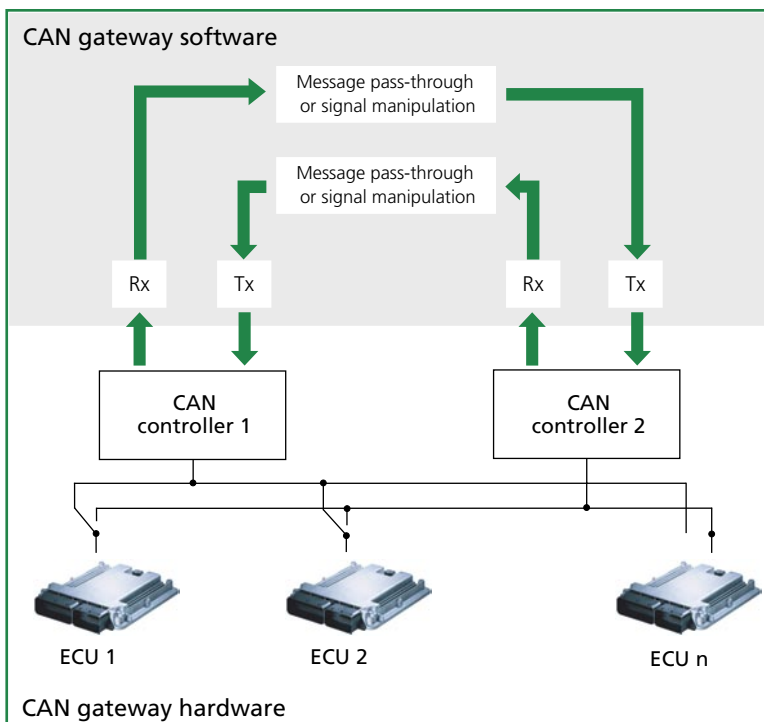 CAN gateway software
Message pass-through
or signal manipulation
Message pass-through
or signal manipulation
Rx
Tx
Rx
Tx
CAN
controller 1
CAN
controller 2
ECU 1
ECU 2
ECU n
CAN gateway hardware